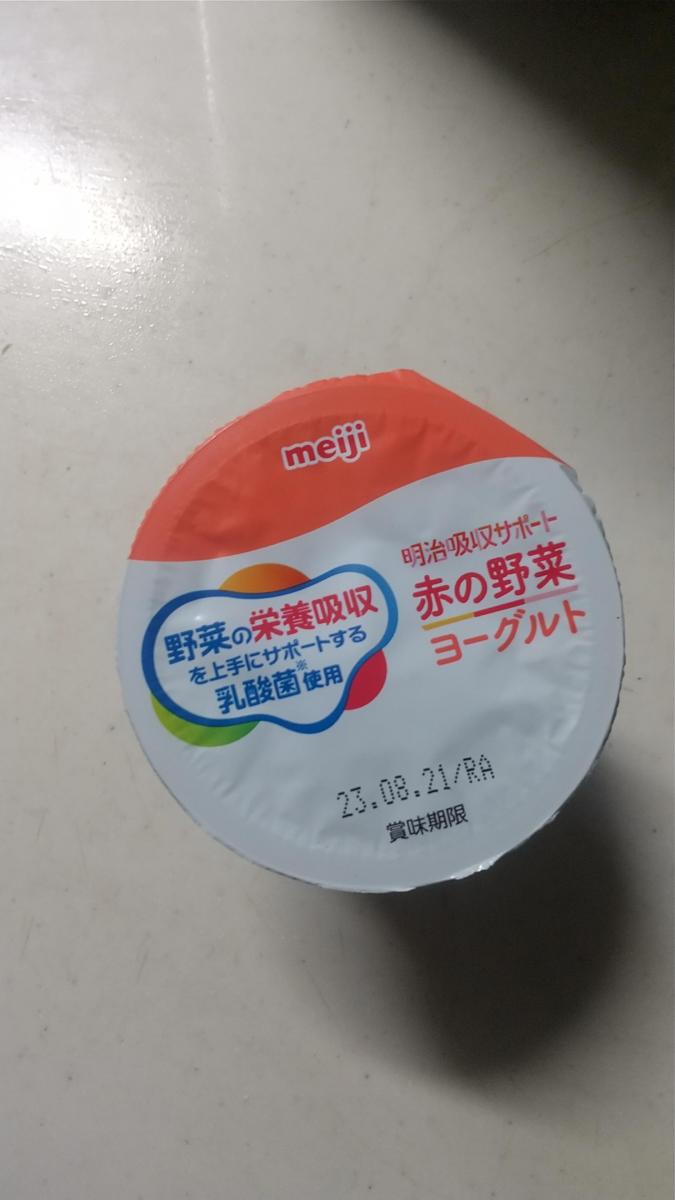 meiji
野菜の栄養吸収
を上手にサポートする
乳酸菌※使用
明治吸収サポート
赤の野菜
ヨーグルト
23.08.21/RA
賞味期限